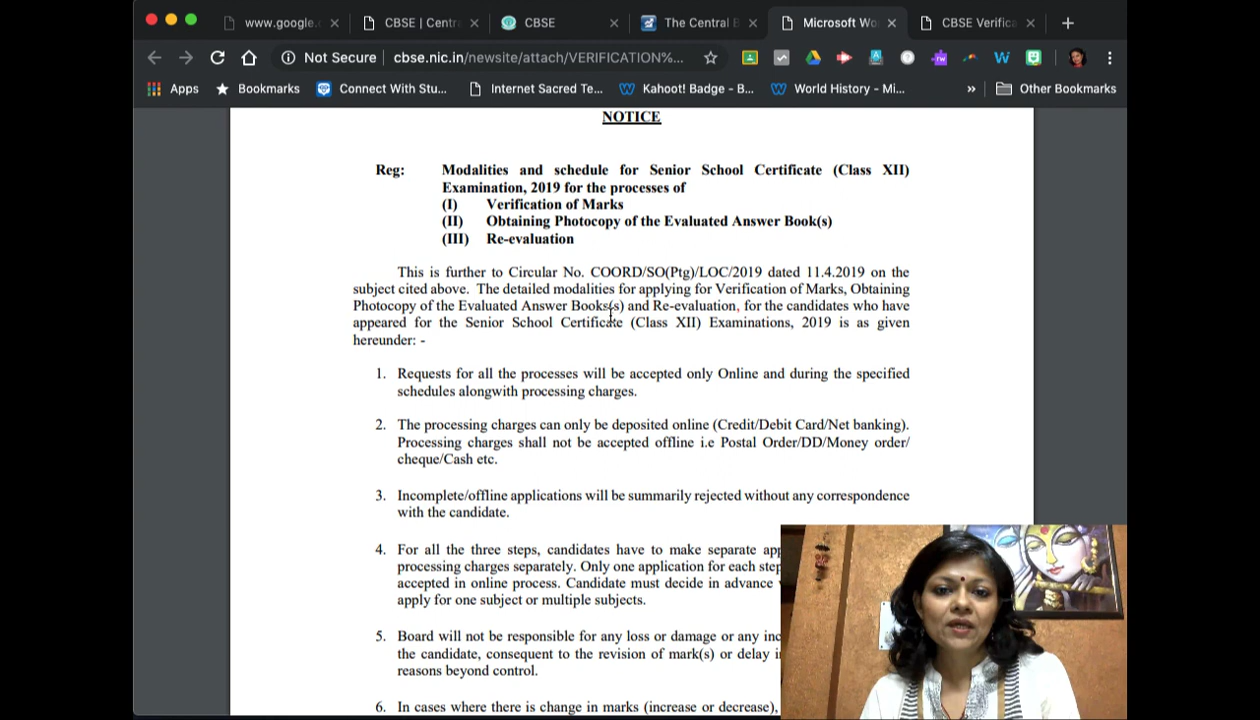 www.google.c
CBSE | Centr
CBSE
The Central E
Microsoft Wo
CBSE Verifica
Not Secure
cbse.nic.in/newsite/attach/VERIFICATION%...
Apps
Bookmarks
Connect With Stu...
Internet Sacred Te...
Kahoot! Badge - B...
World History - Mi...
»
Other Bookmarks
NOTICE
Reg: Modalities and schedule for Senior School Certificate (Class XII)
Examination, 2019 for the processes of
(I) Verification of Marks
(II) Obtaining Photocopy of the Evaluated Answer Book(s)
(III) Re-evaluation
This is further to Circular No. COORD/SO(Ptg)/LOC/2019 dated 11.4.2019 on the
subject cited above. The detailed modalities for applying for Verification of Marks, Obtaining
Photocopy of the Evaluated Answer Books(s) and Re-evaluation, for the candidates who have
appeared for the Senior School Certificate (Class XII) Examinations, 2019 is as given
hereunder: -
1. Requests for all the processes will be accepted only Online and during the specified
schedules alongwith processing charges.
2. The processing charges can only be deposited online (Credit/Debit Card/Net banking).
Processing charges shall not be accepted offline i.e Postal Order/DD/Money order/
cheque/Cash etc.
3. Incomplete/offline applications will be summarily rejected without any correspondence
with the candidate.
4. For all the three steps, candidates have to make separate app
processing charges separately. Only one application for each step
accepted in online process. Candidate must decide in advance
apply for one subject or multiple subjects.
5. Board will not be responsible for any loss or damage or any inc
the candidate, consequent to the revision of mark(s) or delay i
reasons beyond control.
6. In cases where there is change in marks (increase or decrease),